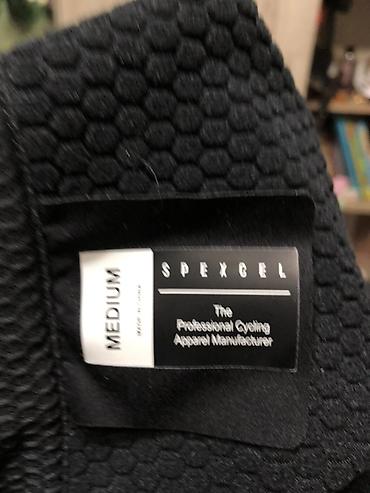 MEDIUM
SPEXCEL
The
Professional Cycling
Apparel Manufacturer